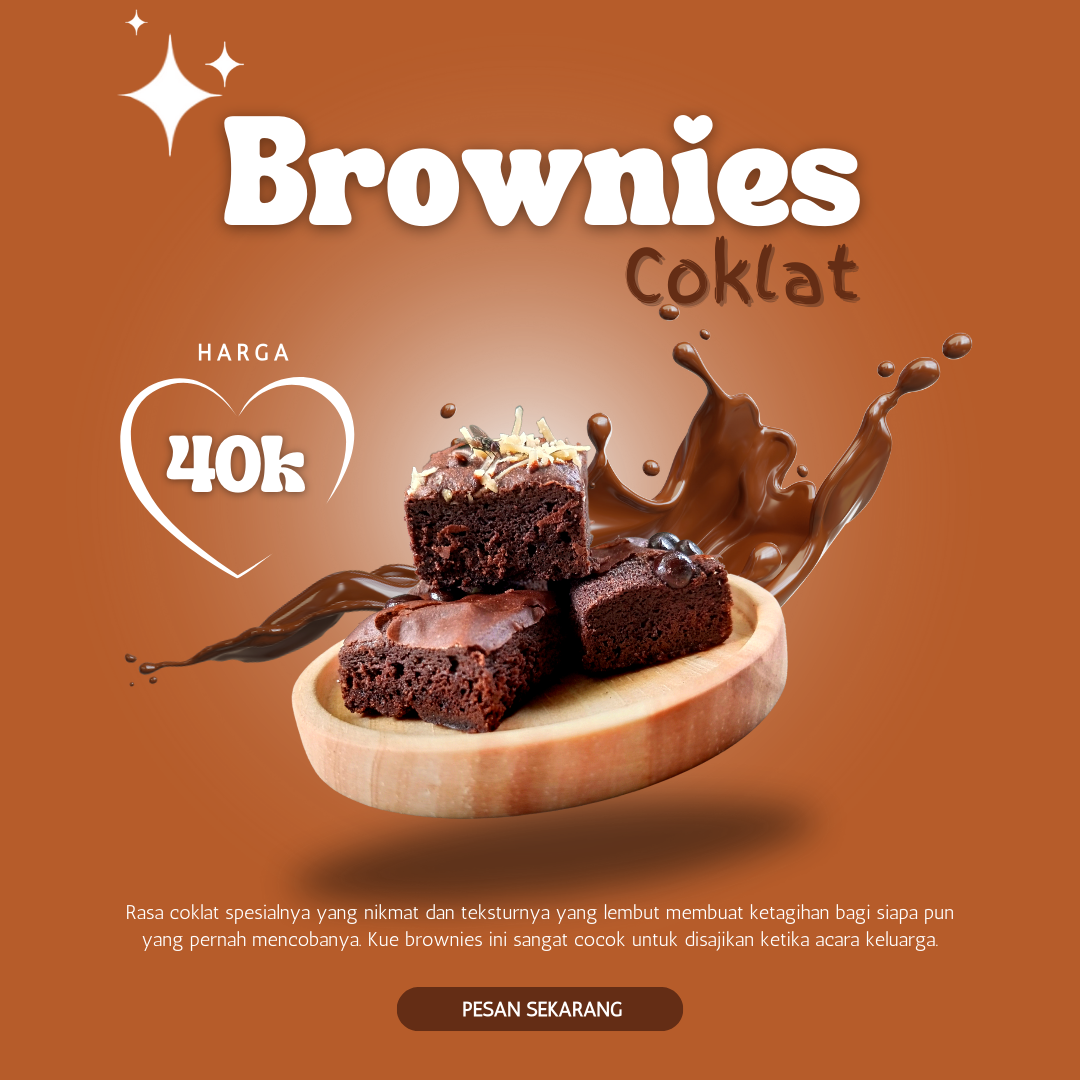 Brownies
Coklat
HARGA
40k
Rasa coklat spesialnya yang nikmat dan teksturnya yang lembut membuat ketagihan bagi siapa pun
yang pernah mencobanya. Kue brownies ini sangat cocok untuk disajikan ketika acara keluarga.
PESAN SEKARANG